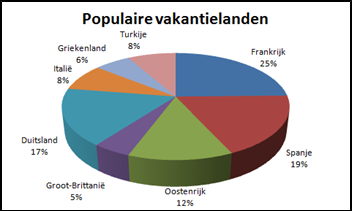 Populaire vakantielanden
Turkije
8%
Griekenland
6%
Italië
8%
Frankrijk
25%
Duitsland
17%
Spanje
19%
Groot-Brittanië
5%
Oostenrijk
12%